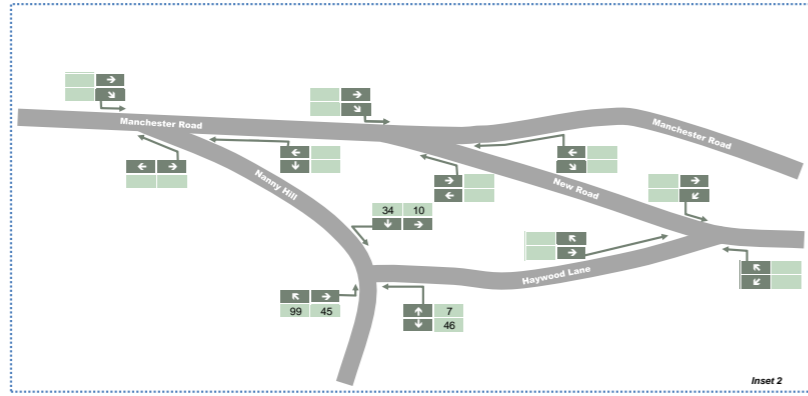 Manchester Road
Manchester Road
Nanny Hill
New Road
34 10
Haywood Lane
99 45
7
46
Inset 2